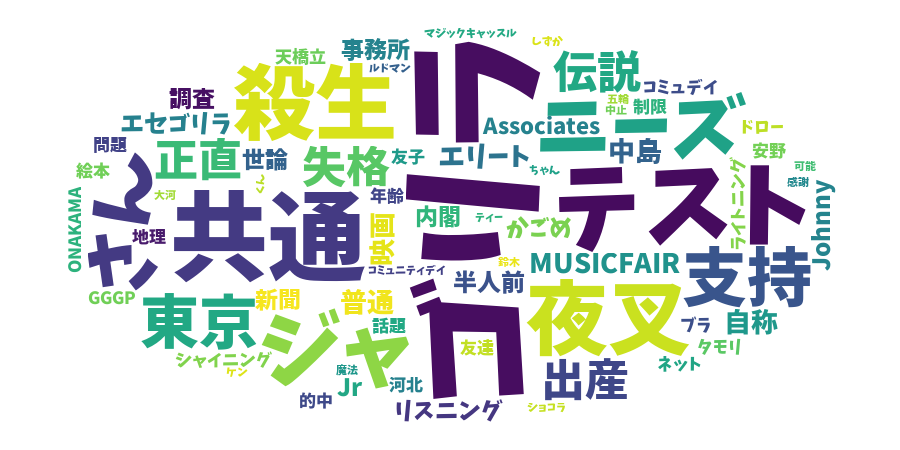 マジックキャッスル
しずか
天橋立
事務所
ルドマン
伝説
コミュデイ
殺生
調査
五輪
中止
制限
エセゴリラ
Associates
ニーズ
ドロー
問題
正直
世論
失格
友子
エリート
中島
安野
絵本
ちゃん
テスト
可能
感謝
ライトニング
くん
大河
年齢
ONAKAMA
共通
内閣
ティー
かごめ
Johnny
地理
映画
コミュニティデイ
鈴木
MUSICFAIR
支持
半人前
GGGP
新聞
普通
夜叉
東京
ジャ
話題
友達
ブラ
自称
タモリ
シャイニング
ケン
魔法
Jr
河北
出産
ネット
的中
リスニング
ショコラ